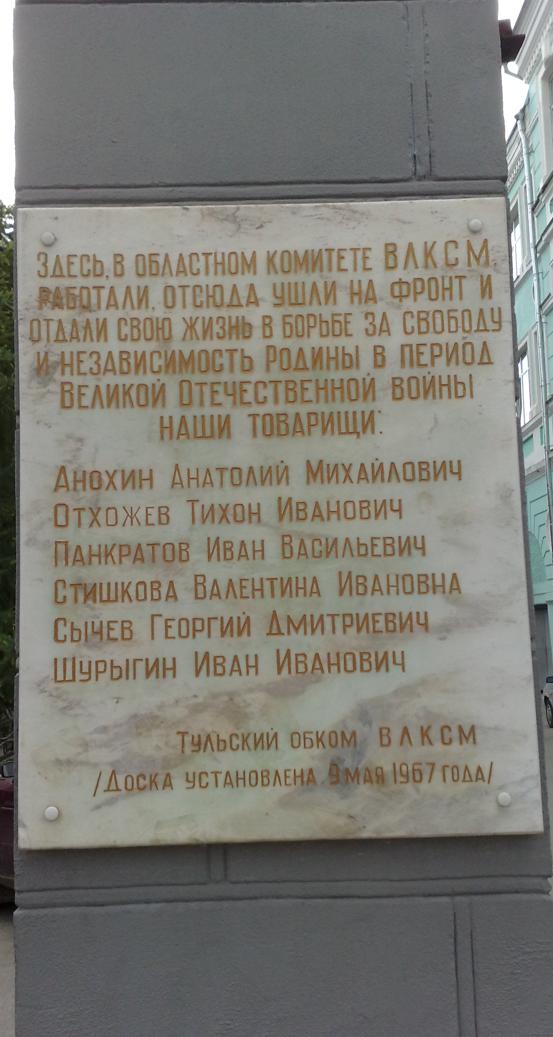 Здесь, в областном комитете ВЛКСМ
работали, отсюда ушли на фронт и
отдали свою жизнь в борьбе за свободу
и независимость Родины в период
Великой Отечественной войны
наши товарищи:
Анохин Анатолий Михайлович
Отхожев Тихон Иванович
Панкратов Иван Васильевич
Стишкова Валентина Ивановна
Сычев Георгий Дмитриевич
Шурыгин Иван Иванович
Тульский обком ВЛКСМ
/Доска установлена 9 мая 1967 года/